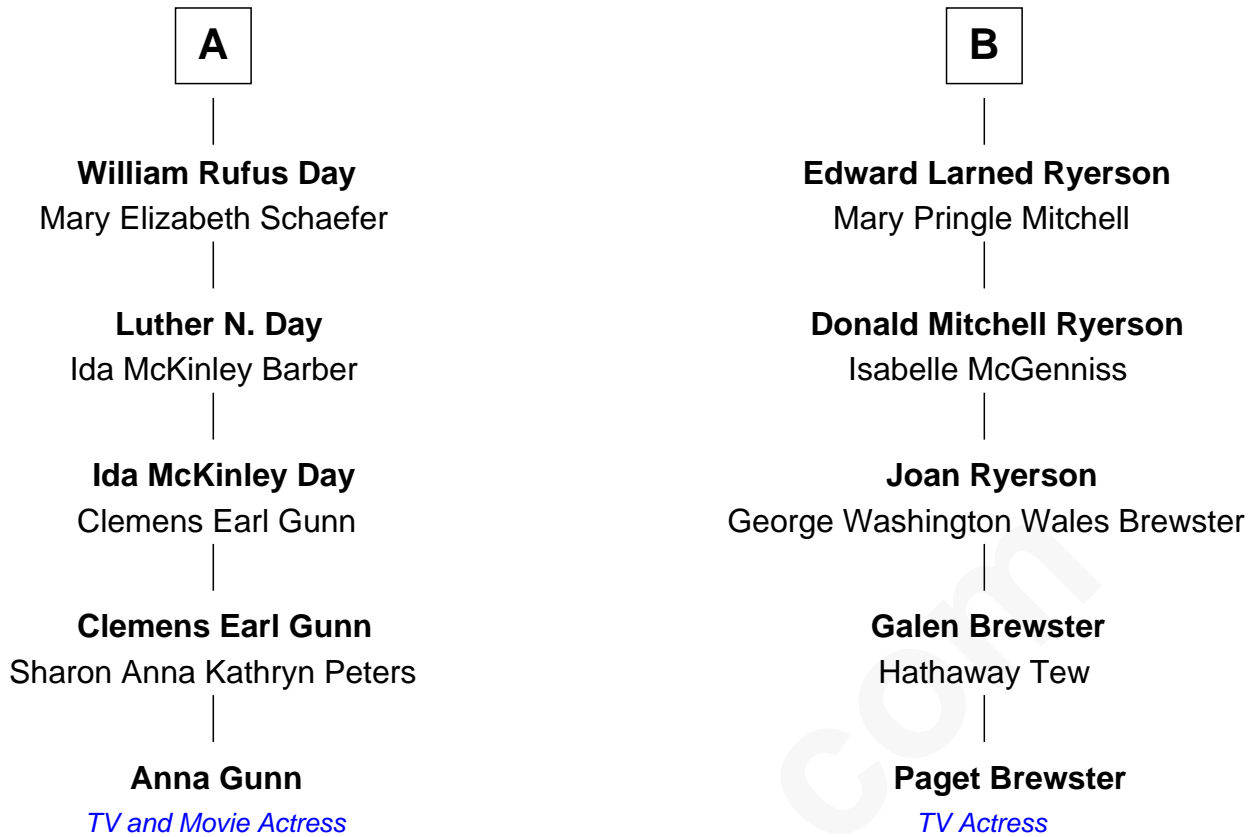 A
William Rufus Day
Mary Elizabeth Schaefer
Luther N. Day
Ida McKinley Barber
Ida McKinley Day
Clemens Earl Gunn
Clemens Earl Gunn
Sharon Anna Kathryn Peters
Anna Gunn
TV and Movie Actress
B
Edward Larned Ryerson
Mary Pringle Mitchell
Donald Mitchell Ryerson
Isabelle McGenniss
Joan Ryerson
George Washington Wales Brewster
Galen Brewster
Hathaway Tew
Paget Brewster
TV Actress
com